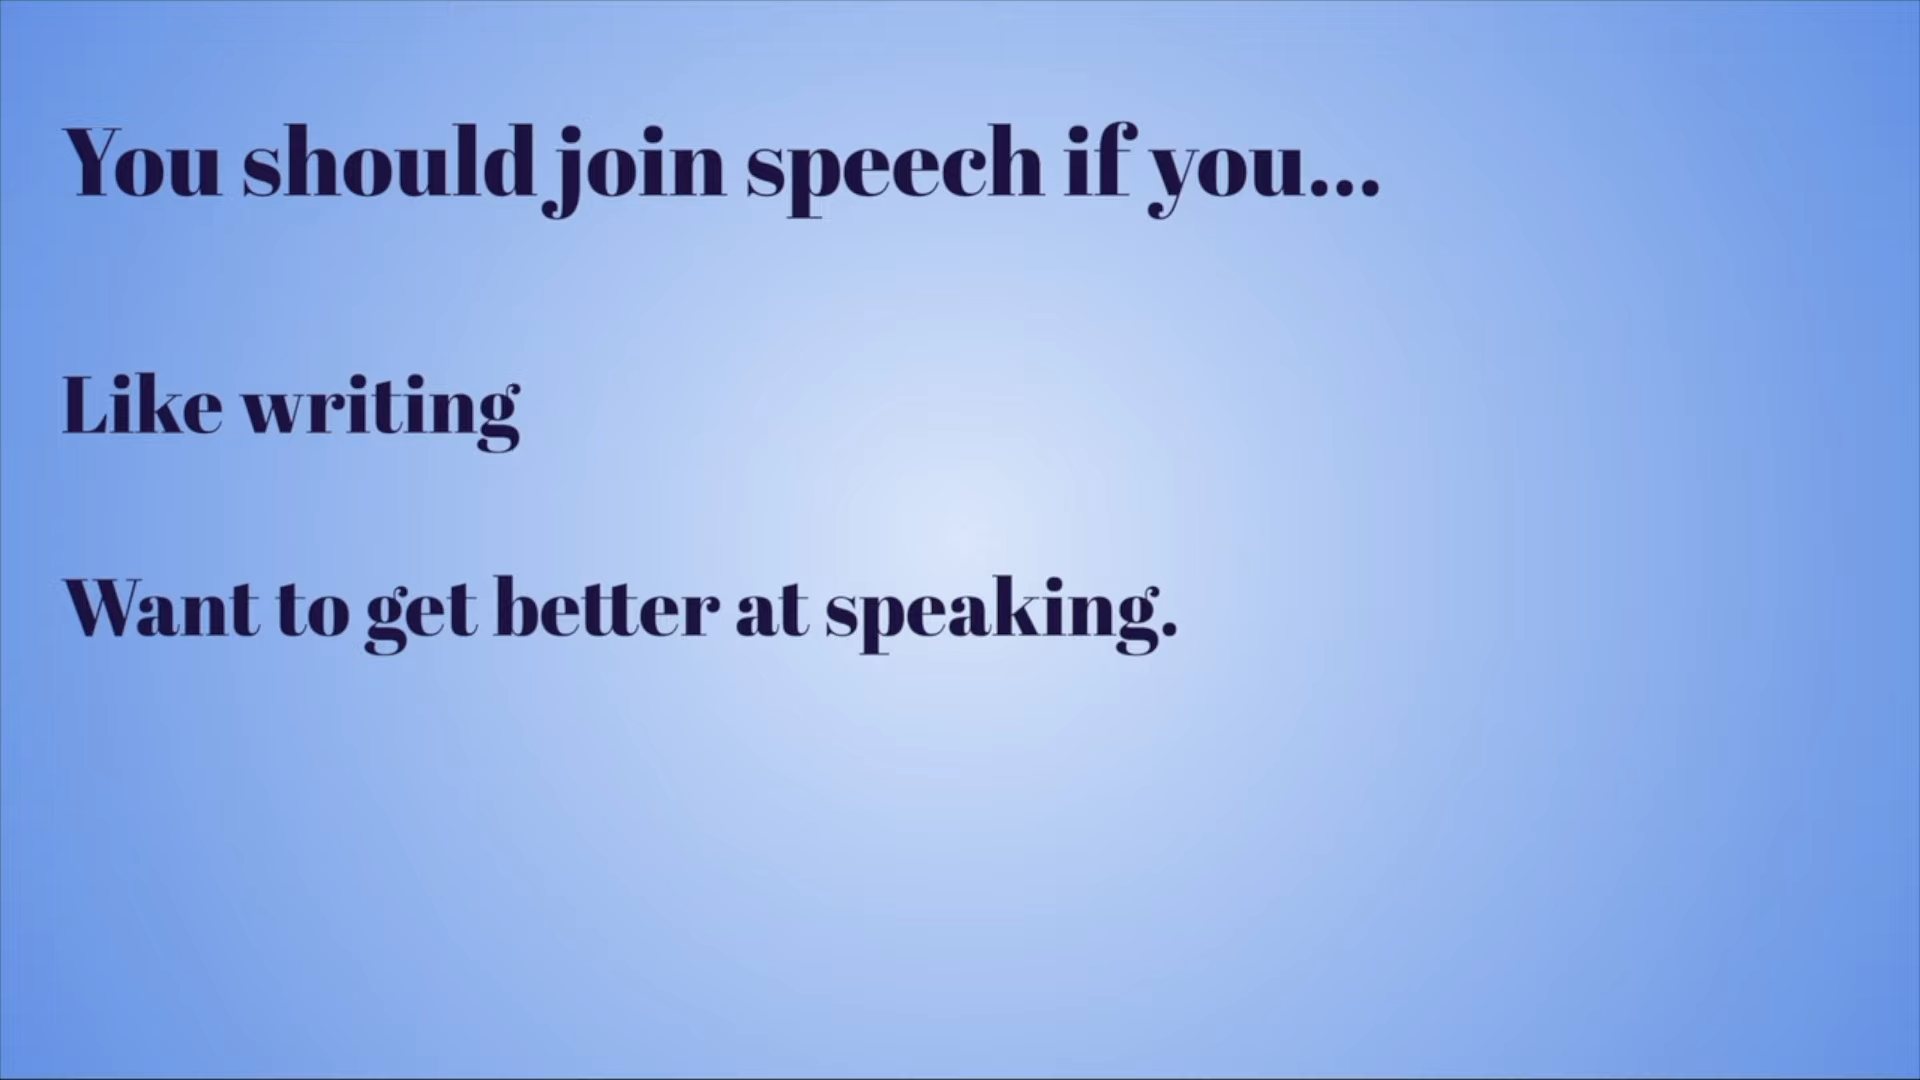 You should join speech if you...
Like writing
Want to get better at speaking.